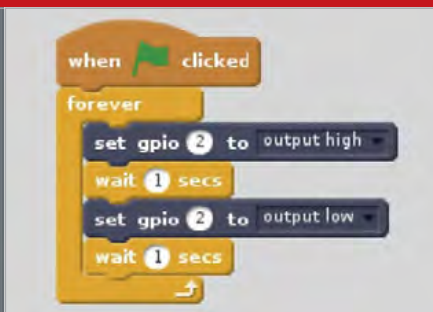 when clicked
forever
set gpio 2 to output high
wait 1 secs
set gpio 2 to output low
wait 1 secs